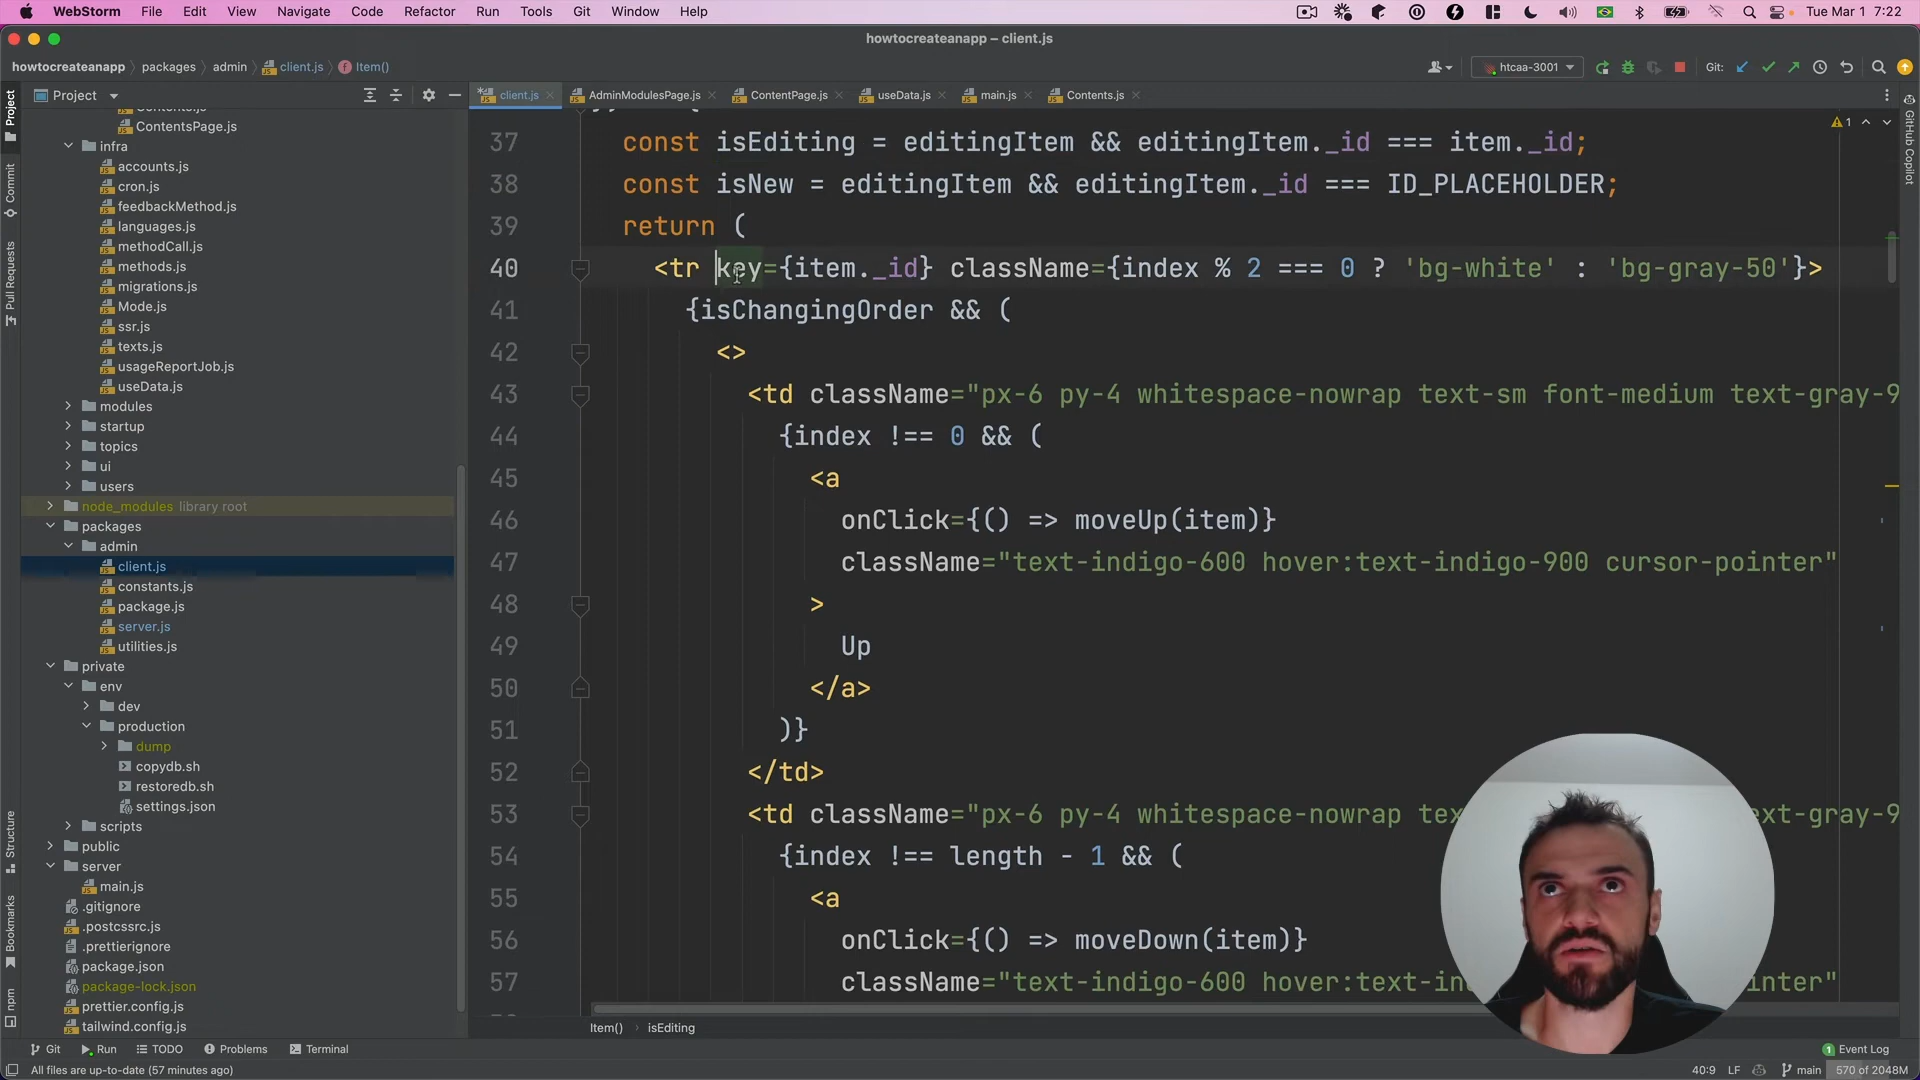 WebStorm File Edit View Navigate Code Refactor Run Tools Git Window Help Tue Mar 1 7:22
howtocreateanapp – client.js
howtocreateanapp packages admin client.js Item() htcaa-3001 Git:
Project client.js AdminModulesPage.js ContentPage.js useData.js main.js Contents.js
Project
Commit
Pull Requests
Structure
Bookmarks
npm
GitHub Copilot
ContentsPage.js
infra
accounts.js
cron.js
feedbackMethod.js
languages.js
methodCall.js
methods.js
migrations.js
Mode.js
ssr.js
texts.js
usageReportJob.js
useData.js
modules
startup
topics
ui
users
node_modules library root
packages
admin
client.js
constants.js
package.js
server.js
utilities.js
private
env
dev
production
dump
copydb.sh
restoredb.sh
settings.json
scripts
public
server
main.js
.gitignore
.postcssrc.js
.prettierignore
package.json
package-lock.json
prettier.config.js
tailwind.config.js
1
37 const isEditing = editingItem && editingItem._id === item._id;
38 const isNew = editingItem && editingItem._id === ID_PLACEHOLDER;
39 return (
40 <tr key={item._id} className={index % 2 === 0 ? 'bg-white' : 'bg-gray-50'}>
41 {isChangingOrder && (
42 <>
43 <td className="px-6 py-4 whitespace-nowrap text-sm font-medium text-gray-9
44 {index !== 0 && (
45 <a
46 onClick={() => moveUp(item)}
47 className="text-indigo-600 hover:text-indigo-900 cursor-pointer"
48 >
49 Up
50 </a>
51 )}
52 </td>
53 <td className="px-6 py-4 whitespace-nowrap
54 {index !== length - 1 && (
55 <a
56 onClick={() => moveDown(item)}
57 className="text-indigo-600
Item() isEditing
Git Run TODO Problems Terminal 1 Event Log
All files are up-to-date (57 minutes ago) 40:9 LF main 570 of 2048M